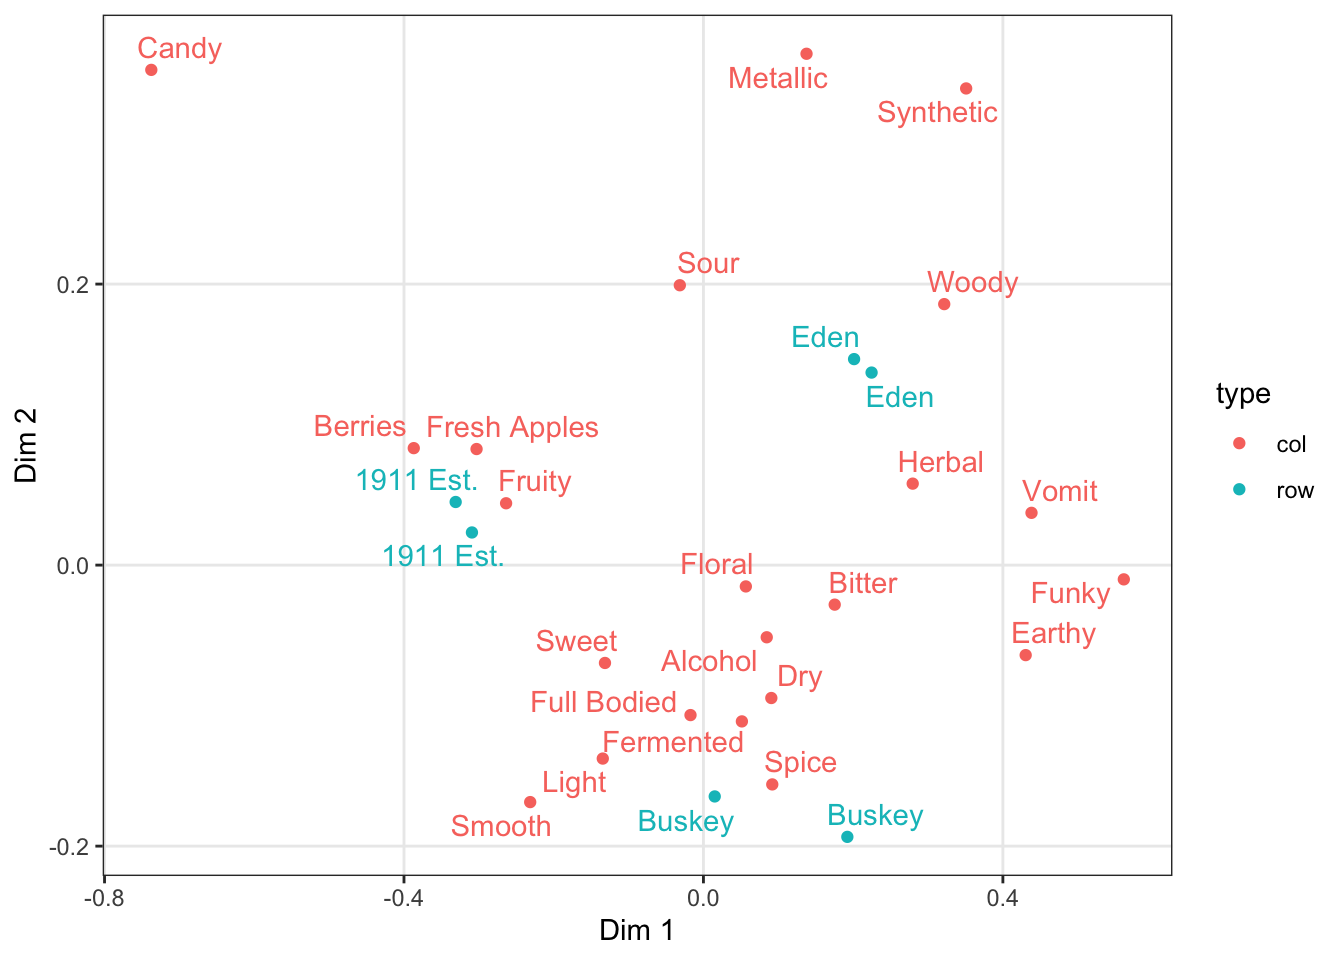 Candy
Metallic
Synthetic
Sour
Woody
0.2
Eden
Eden
type
Berries
Fresh Apples
col
Dim 2
Herbal
1911 Est.
Fruity
Vomit
row
1911 Est.
0.0
Floral
Bitter
Funky
Earthy
Sweet
Alcohol
Dry
Full Bodied
Fermented
Spice
Light
Buskey
Buskey
Smooth
-0.2
-0.8
-0.4
0.0
0.4
Dim 1